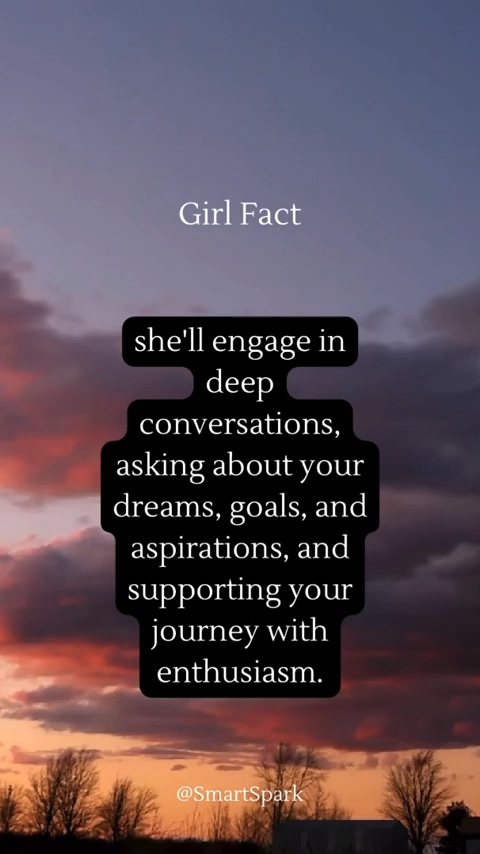 Girl Fact
she'll engage in
deep
conversations,
asking about your
dreams, goals, and
aspirations, and
supporting your
journey with
enthusiasm.
@SmartSpark